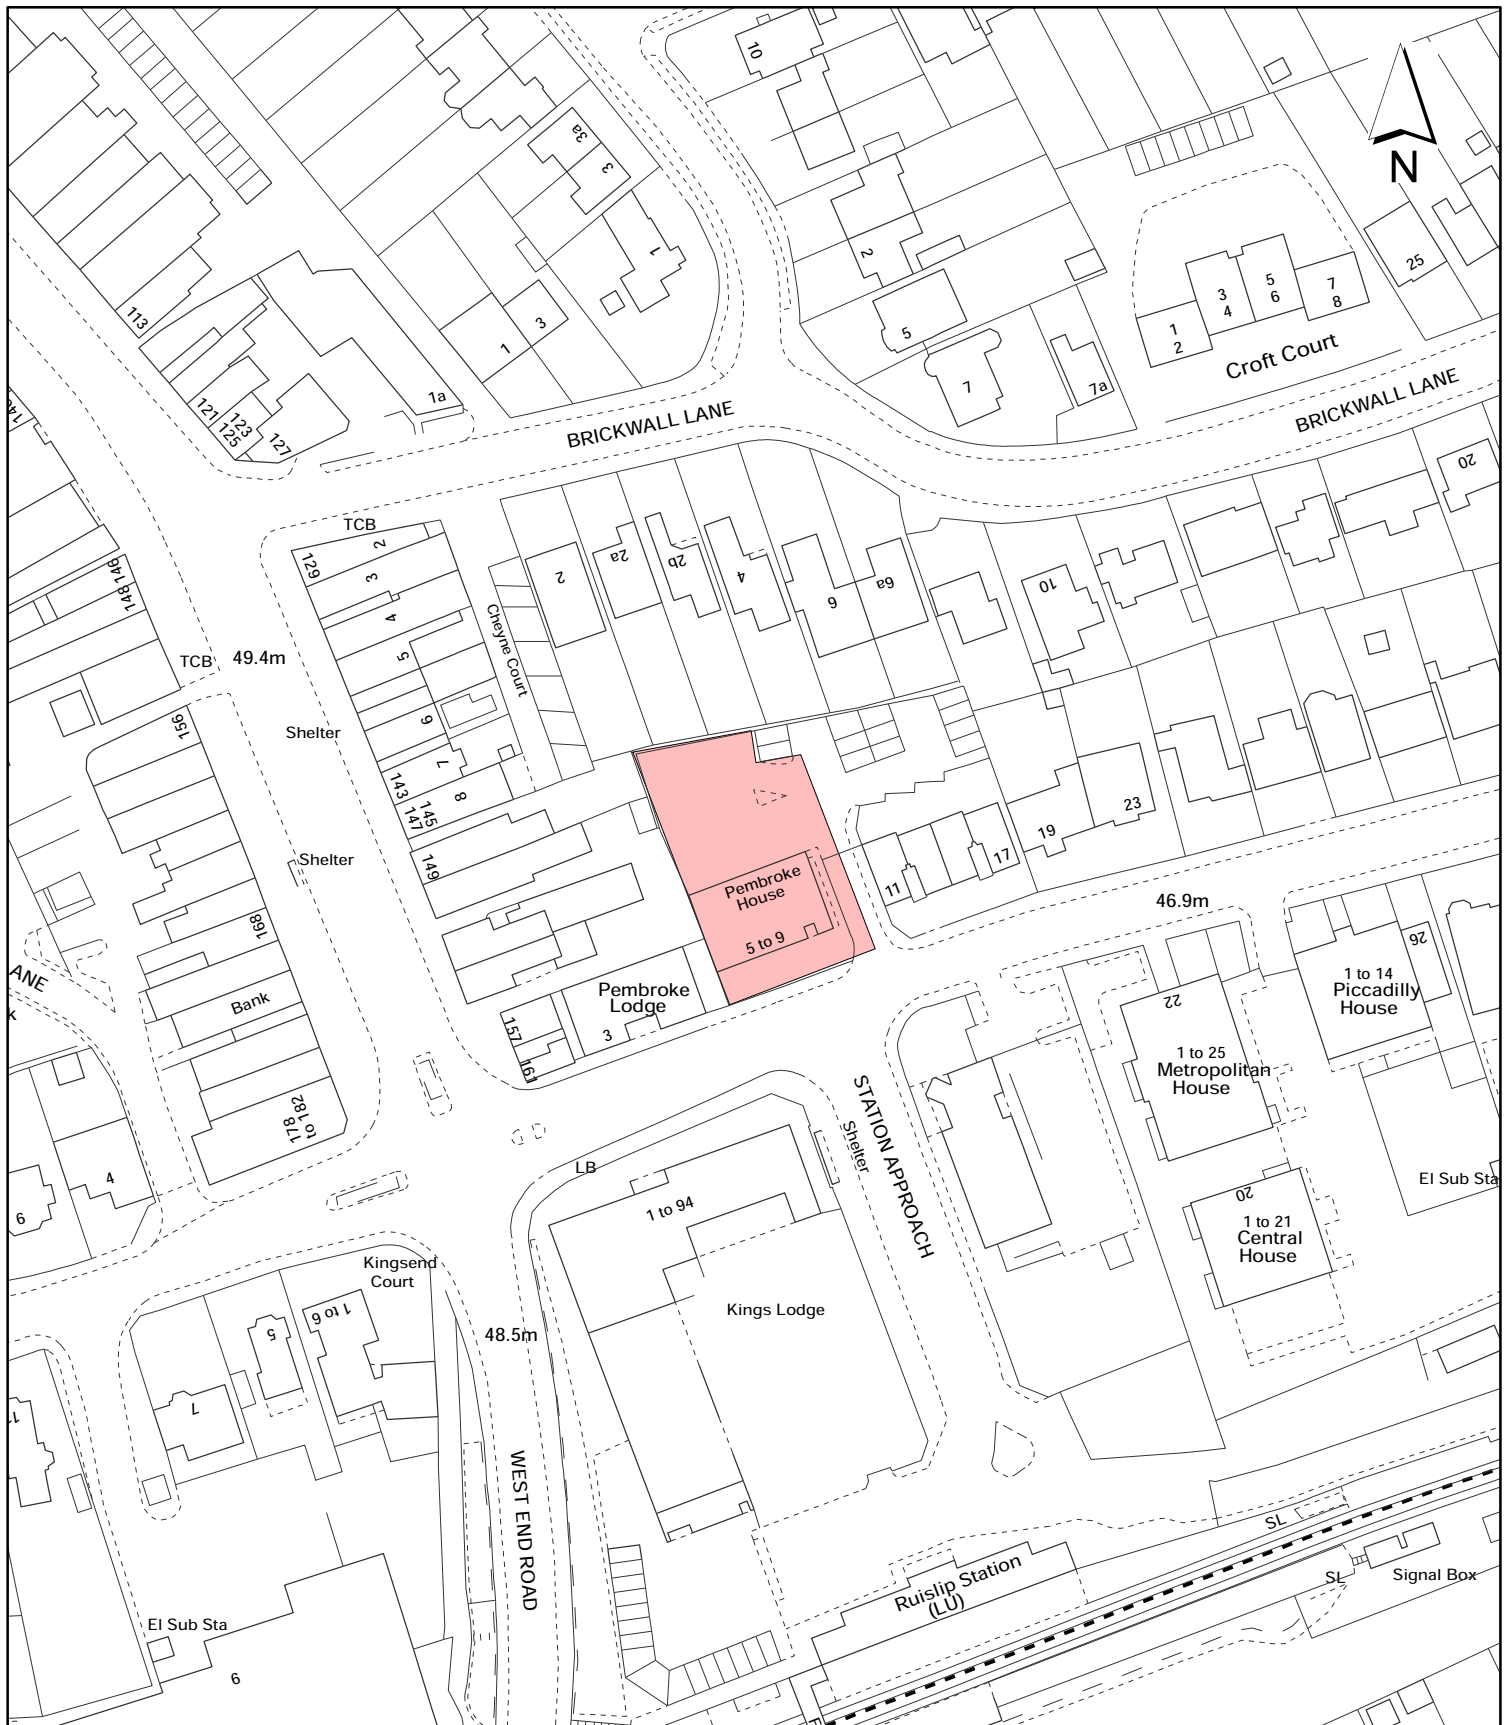 10
3a
3
1
N
2
25
5
6
3
4
7
8
1
2
Croft Court
113
3
1
5
7
7a
1a
121
123
125
127
BRICKWALL LANE
BRICKWALL LANE
20
TCB
129
2
3
4
5
6
7
8
146
148
Cheyne Court
2
2a
2b
4
6
6a
10
TCB
49.4m
156
Shelter
143
145
147
149
Shelter
168
Bank
ANE
Pembroke
House
5 to 9
11
17
19
23
46.9m
26
1 to 14
Piccadilly
House
22
1 to 25
Metropolitan
House
Pembroke
Lodge
3
157
161
178
to 182
4
6
LB
1 to 94
Shelter
STATION APPROACH
20
1 to 21
Central
House
El Sub Sta
Kings Lodge
Kingsend
Court
1 to 6
5
7
48.5m
WEST END ROAD
El Sub Sta
6
Ruislip Station
(LU)
SL
SL
Signal Box